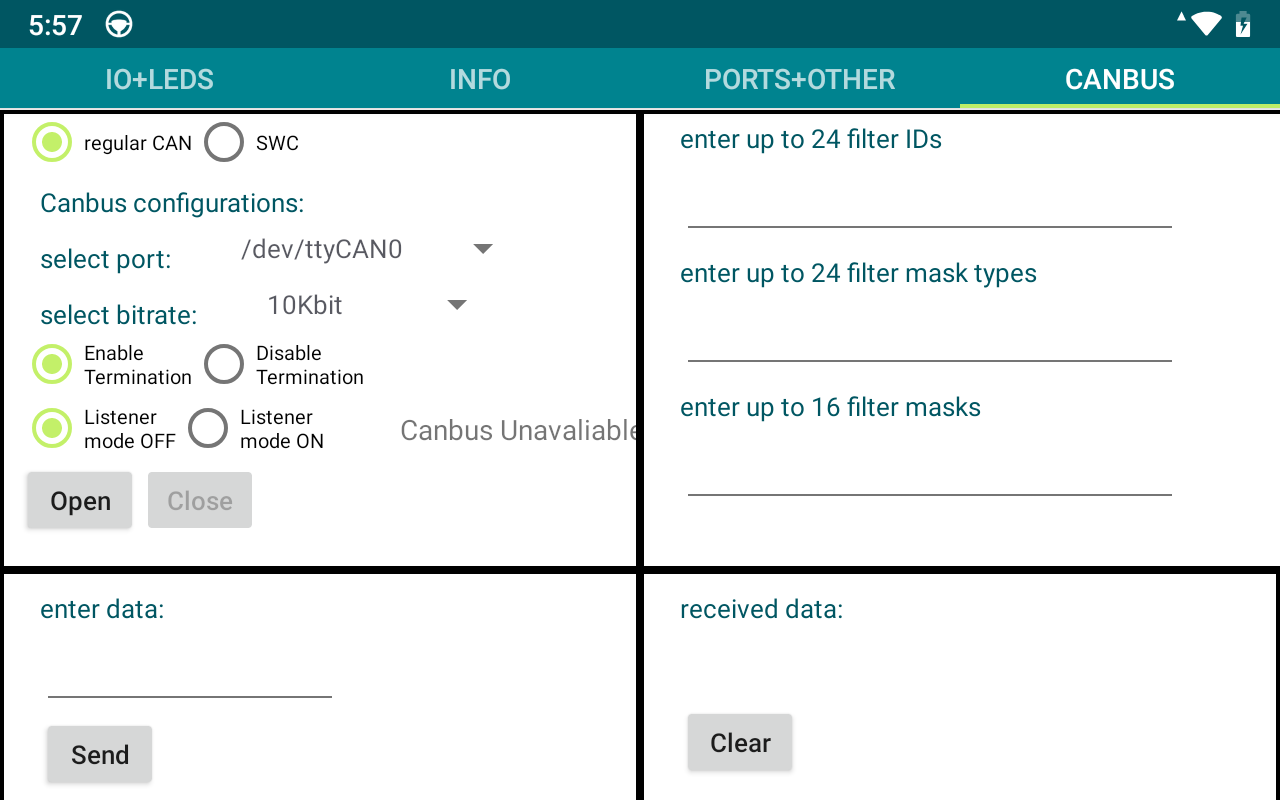 5:57
IO+LEDS
INFO
PORTS+OTHER
CANBUS
regular CAN
SWC
Canbus configurations:
select port:
/dev/ttyCAN0
select bitrate:
10Kbit
Enable
Termination
Disable
Termination
Listener
mode OFF
Listener
mode ON
Canbus Unavaliable
Open
Close
enter up to 24 filter IDs
enter up to 24 filter mask types
enter up to 16 filter masks
enter data:
Send
received data:
Clear